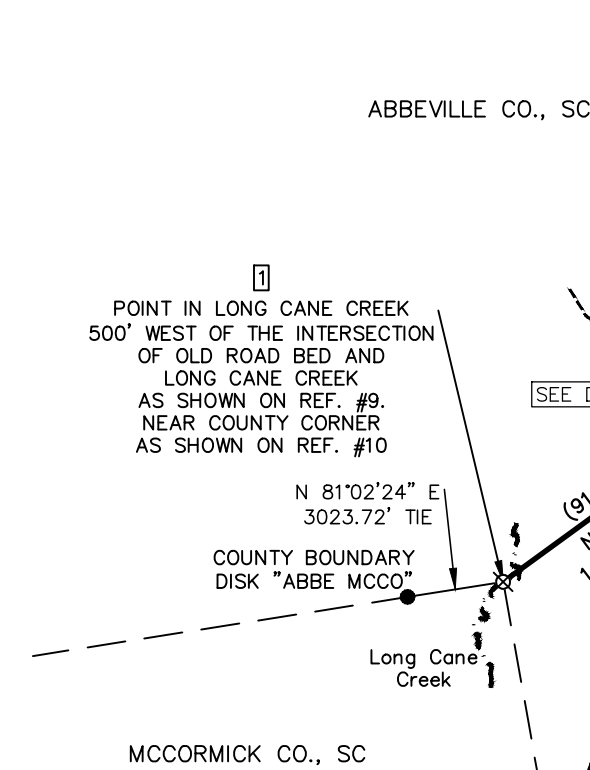 ABBEVILLE CO., SC
1
POINT IN LONG CANE CREEK
500' WEST OF THE INTERSECTION
OF OLD ROAD BED AND
LONG CANE CREEK
AS SHOWN ON REF. #9.
NEAR COUNTY CORNER
AS SHOWN ON REF. #10
SEE
N 81°02'24" E
3023.72' TIE
(91
N
COUNTY BOUNDARY
DISK "ABBE MCCO"
Long Cane
Creek
MCCORMICK CO., SC